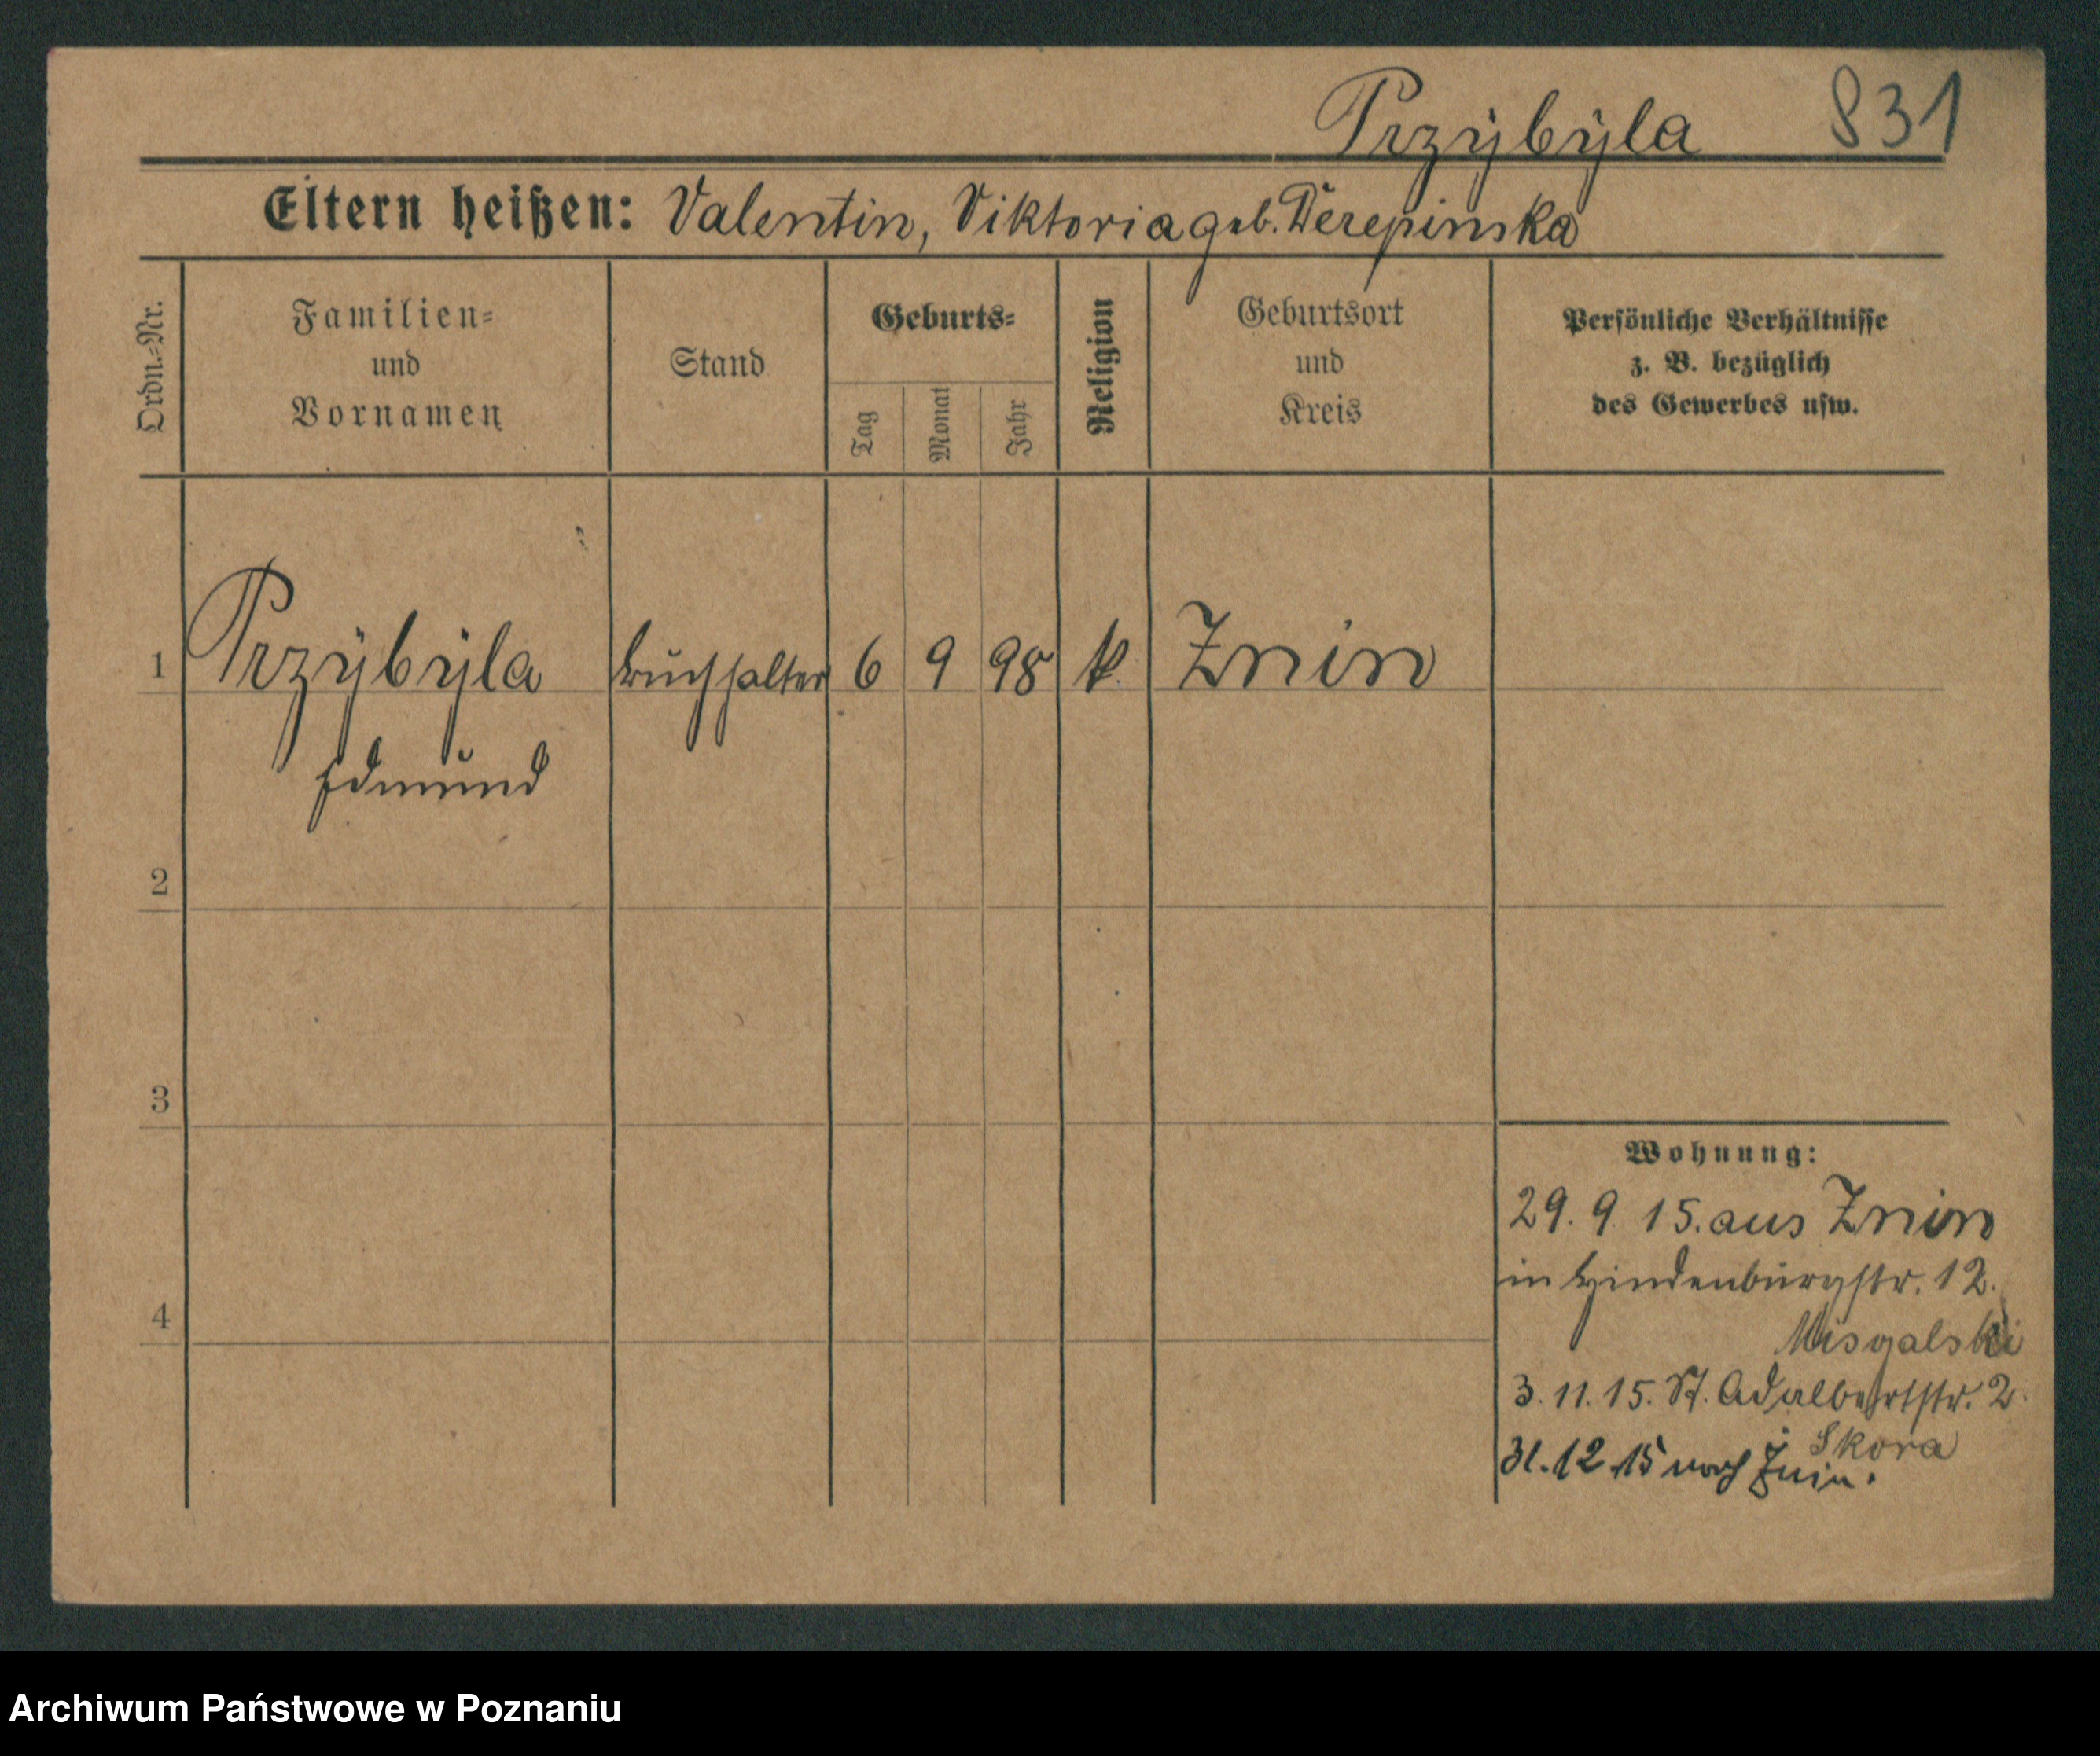 Przÿbÿla 831
Eltern heißen: Valentin, Viktoria geb. Derepinska
Ordn.-Nr.
Familien-
und
Vornamen
Stand
Geburts-
Tag
Monat
Jahr
Religion
Geburtsort
und
Kreis
Persönliche Verhältnisse
z. B. bezüglich
des Gewerbes usw.
1 Przÿbÿla Buchhalter 6 9 98 k. Znin
Edmund
2
3
4
Wohnung:
29. 9. 15. aus Znin
in Hindenburgstr. 12.
Misgalski
3. 11. 15. St. Adalbertstr. 2.
Skora
31. 12. 15 nach Znin.
Archiwum Państwowe w Poznaniu